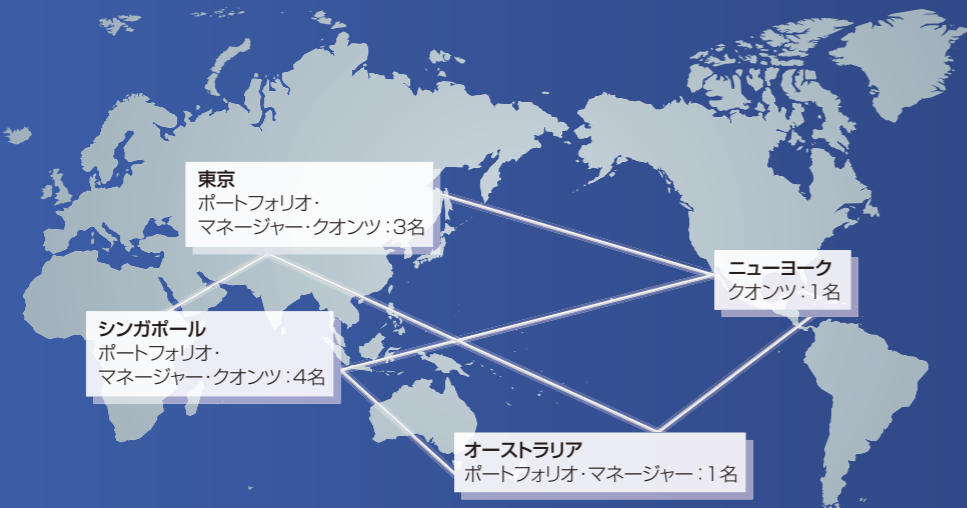 東京
ポートフォリオ・
マネージャー・クオンツ：3名
ニューヨーク
クオンツ：1名
シンガポール
ポートフォリオ・
マネージャー・クオンツ：4名
オーストラリア
ポートフォリオ・マネージャー：1名